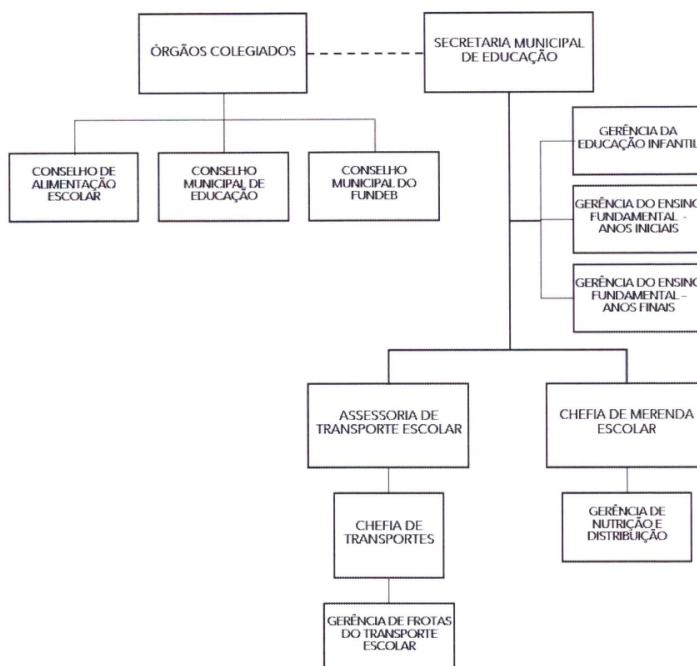 ÓRGÃOS COLEGIADOS
SECRETARIA MUNICIPAL
DE EDUCAÇÃO
CONSELHO DE
ALIMENTAÇÃO
ESCOLAR
CONSELHO
MUNICIPAL DE
EDUCAÇÃO
CONSELHO
MUNICIPAL DO
FUNDEB
GERÊNCIA DA
EDUCAÇÃO INFANTIL
GERÊNCIA DO ENSINO
FUNDAMENTAL -
ANOS INICIAIS
GERÊNCIA DO ENSINO
FUNDAMENTAL –
ANOS FINAIS
ASSESSORIA DE
TRANSPORTE ESCOLAR
CHEFIA DE MERENDA
ESCOLAR
CHEFIA DE
TRANSPORTES
GERÊNCIA DE
NUTRIÇÃO E
DISTRIBUIÇÃO
GERÊNCIA DE FROTAS
DO TRANSPORTE
ESCOLAR